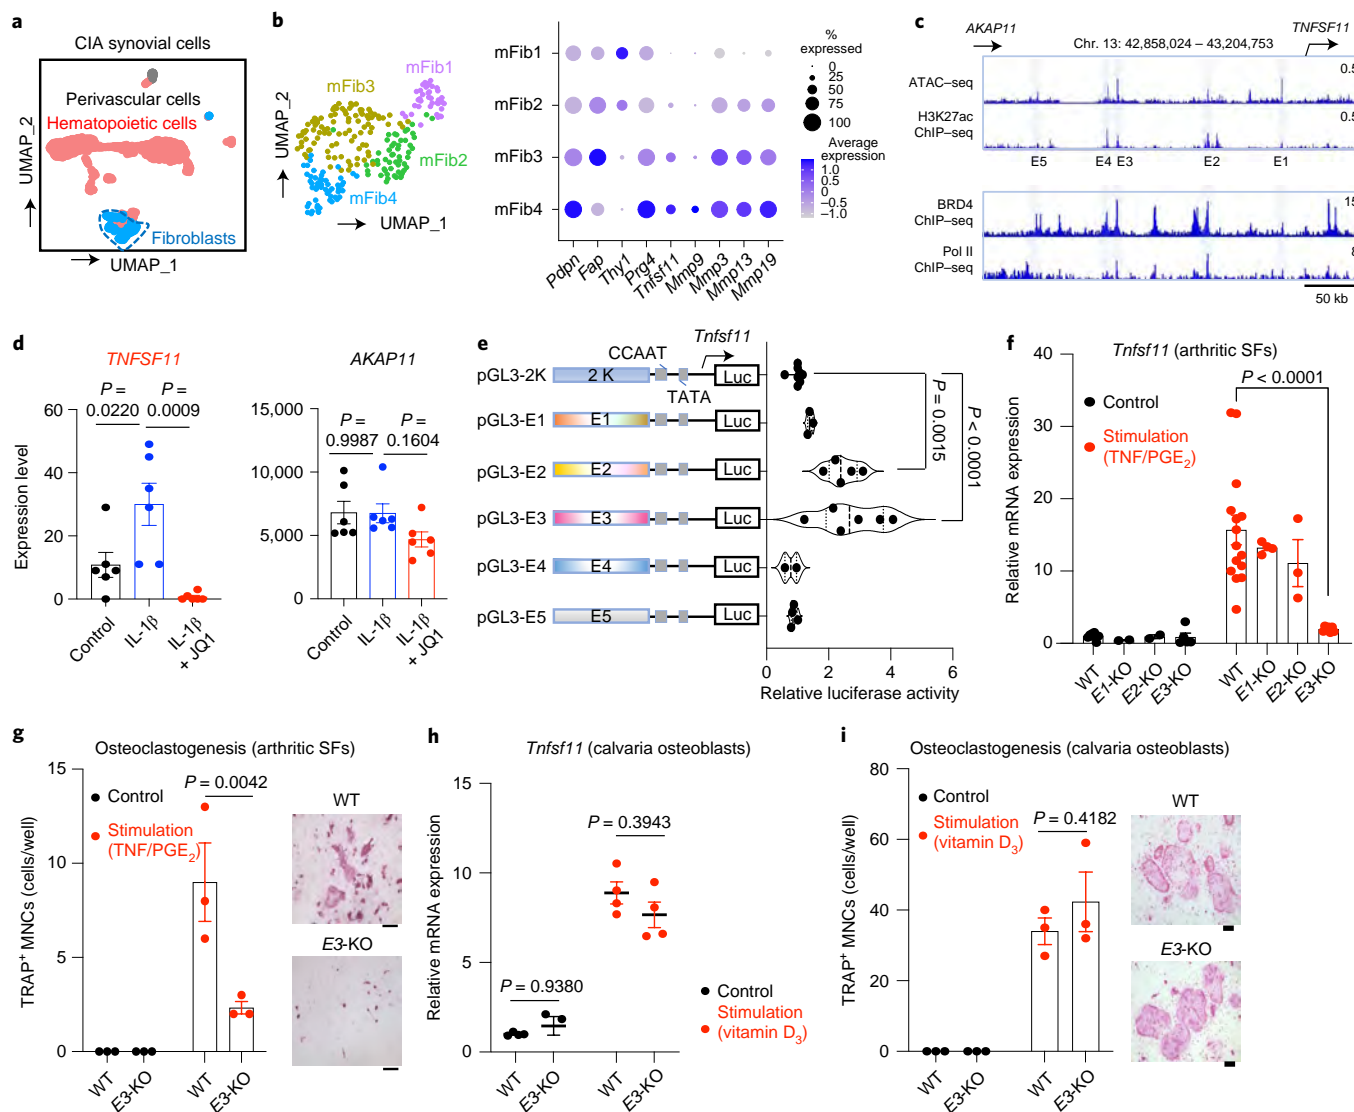 a
CIA synovial cells
Perivascular cells
Hematopoietic cells
Fibroblasts
UMAP_2
UMAP_1
b
mFib1
mFib3
mFib2
mFib4
UMAP_2
UMAP_1
mFib1
mFib2
mFib3
mFib4
Pdpn
Fap
Thy1
Prg4
Tnfsf11
Mmp9
Mmp3
Mmp13
Mmp19
%
expressed
0
25
50
75
100
Average
expression
1.0
0.5
0
−0.5
−1.0
c
AKAP11
TNFSF11
Chr. 13: 42,858,024 – 43,204,753
ATAC–seq
0.5
H3K27ac
ChIP–seq
0.5
E5 E4 E3 E2 E1
BRD4
ChIP–seq
15
Pol II
ChIP–seq
8
50 kb
d
TNFSF11
P =
0.0220
P =
0.0009
Expression level
60
40
20
0
Control
IL-1β
IL-1β
+ JQ1
AKAP11
P =
0.9987
P =
0.1604
15,000
10,000
5,000
0
Control
IL-1β
IL-1β
+ JQ1
e
Tnfsf11
CCAAT
TATA
pGL3-2K 2 K Luc
pGL3-E1 E1 Luc
pGL3-E2 E2 Luc
pGL3-E3 E3 Luc
pGL3-E4 E4 Luc
pGL3-E5 E5 Luc
P = 0.0015
P < 0.0001
0 2 4 6
Relative luciferase activity
f
Tnfsf11 (arthritic SFs)
P < 0.0001
Control
Stimulation
(TNF/PGE2)
Relative mRNA expression
40
30
20
10
0
WT
E1-KO
E2-KO
E3-KO
WT
E1-KO
E2-KO
E3-KO
g
Osteoclastogenesis (arthritic SFs)
P = 0.0042
Control
Stimulation
(TNF/PGE2)
TRAP+ MNCs (cells/well)
15
10
5
0
WT
E3-KO
WT
E3-KO
WT
E3-KO
h
Tnfsf11 (calvaria osteoblasts)
P = 0.3943
P = 0.9380
Relative mRNA expression
15
10
5
0
Control
Stimulation
(vitamin D3)
WT
E3-KO
WT
E3-KO
i
Osteoclastogenesis (calvaria osteoblasts)
Control
Stimulation
(vitamin D3)
P = 0.4182
TRAP+ MNCs (cells/well)
80
60
40
20
0
WT
E3-KO
WT
E3-KO
WT
E3-KO